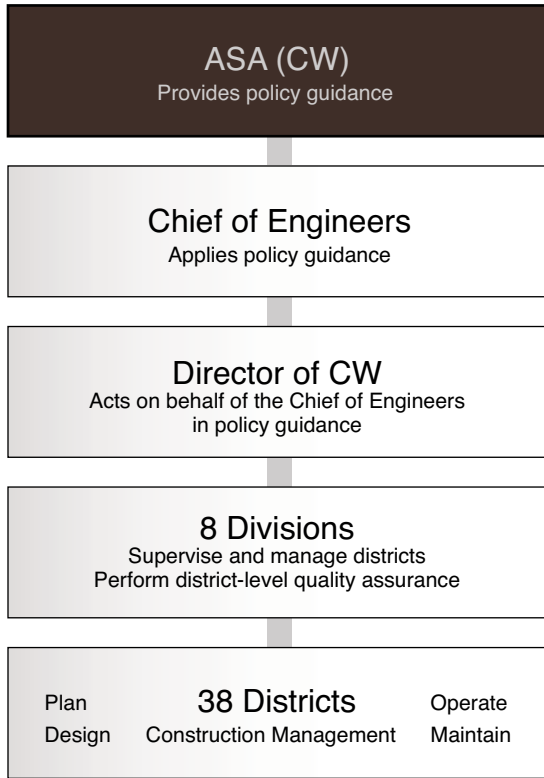 ASA (CW)
Provides policy guidance
Chief of Engineers
Applies policy guidance
Director of CW
Acts on behalf of the Chief of Engineers
in policy guidance
8 Divisions
Supervise and manage districts
Perform district-level quality assurance
Plan 38 Districts Operate
Design Construction Management Maintain